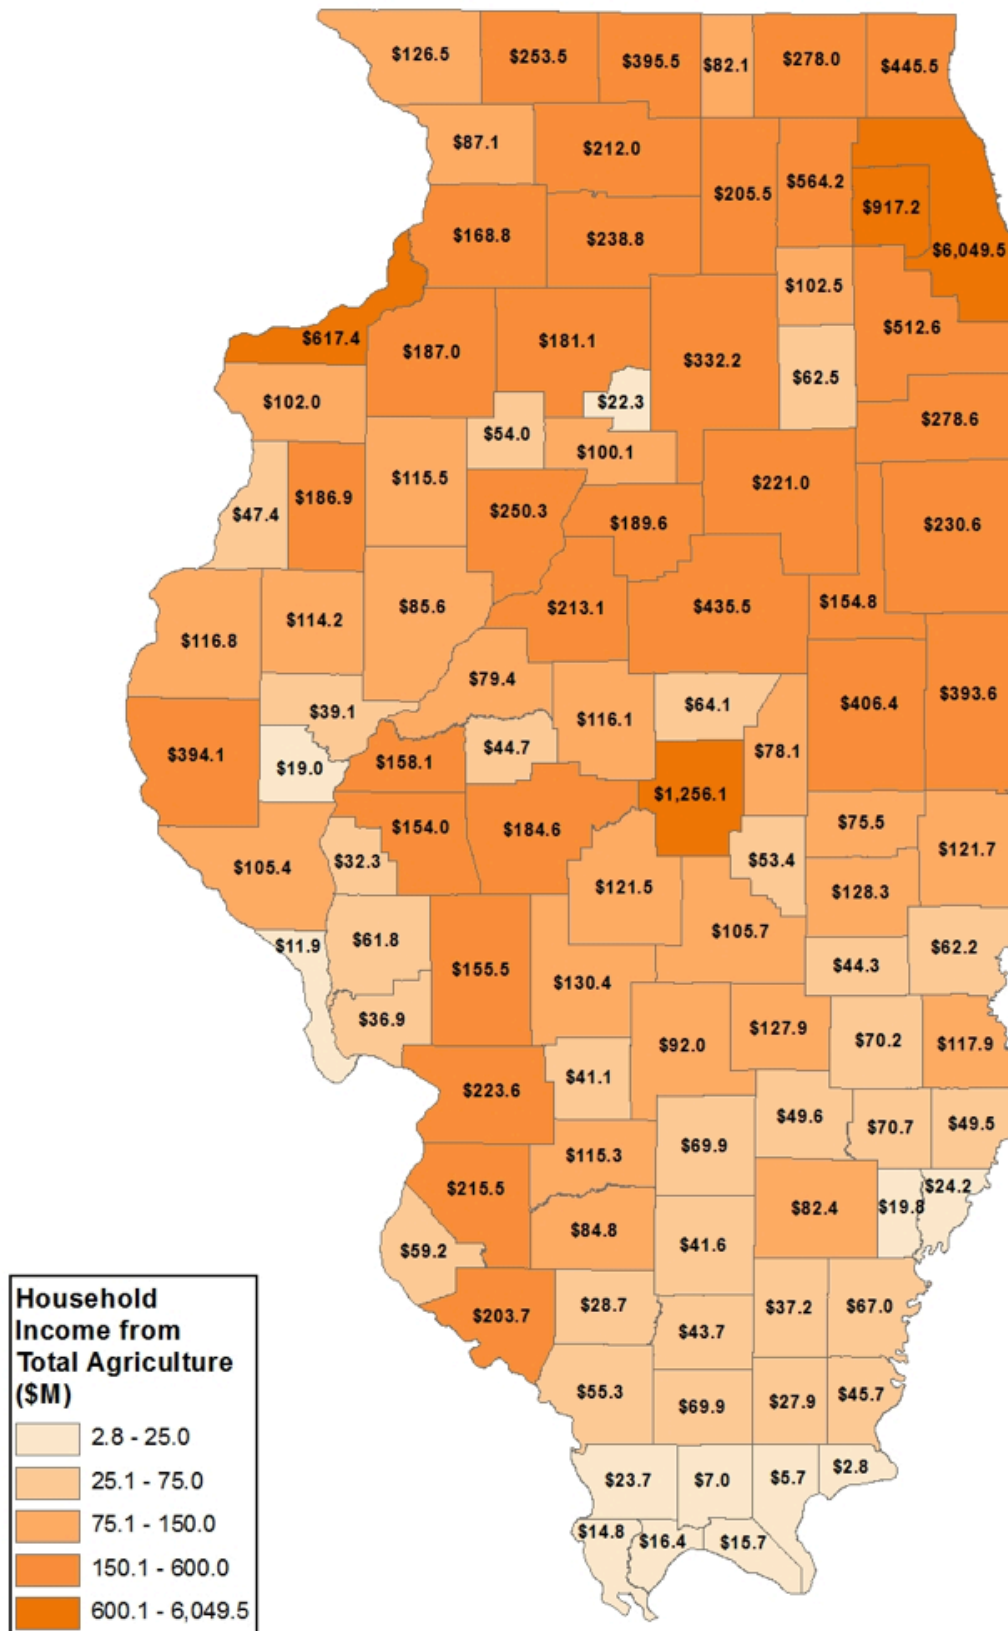 $126.5 $253.5 $395.5 $82.1 $278.0 $445.5
$87.1 $212.0 $205.5 $564.2 $917.2 $6,049.5
$168.8 $238.8 $102.5
$617.4 $187.0 $181.1 $332.2 $62.5 $512.6
$102.0 $54.0 $22.3 $100.1 $278.6
$47.4 $186.9 $115.5 $250.3 $189.6 $221.0 $230.6
$116.8 $114.2 $85.6 $213.1 $435.5 $154.8
$39.1 $79.4 $116.1 $64.1 $406.4 $393.6
$394.1 $19.0 $158.1 $44.7 $78.1
$154.0 $184.6 $1,256.1 $75.5 $121.7
$105.4 $32.3 $121.5 $53.4 $128.3
$11.9 $61.8 $155.5 $130.4 $105.7 $44.3 $62.2
$36.9 $92.0 $127.9 $70.2 $117.9
$223.6 $41.1 $49.6 $70.7 $49.5
$215.5 $115.3 $69.9 $82.4 $19.8 $24.2
$59.2 $84.8 $41.6
$203.7 $28.7 $43.7 $37.2 $67.0
$55.3 $69.9 $27.9 $45.7
$23.7 $7.0 $5.7 $2.8
$14.8 $16.4 $15.7
Household
Income from
Total Agriculture
($M)
2.8 - 25.0
25.1 - 75.0
75.1 - 150.0
150.1 - 600.0
600.1 - 6,049.5